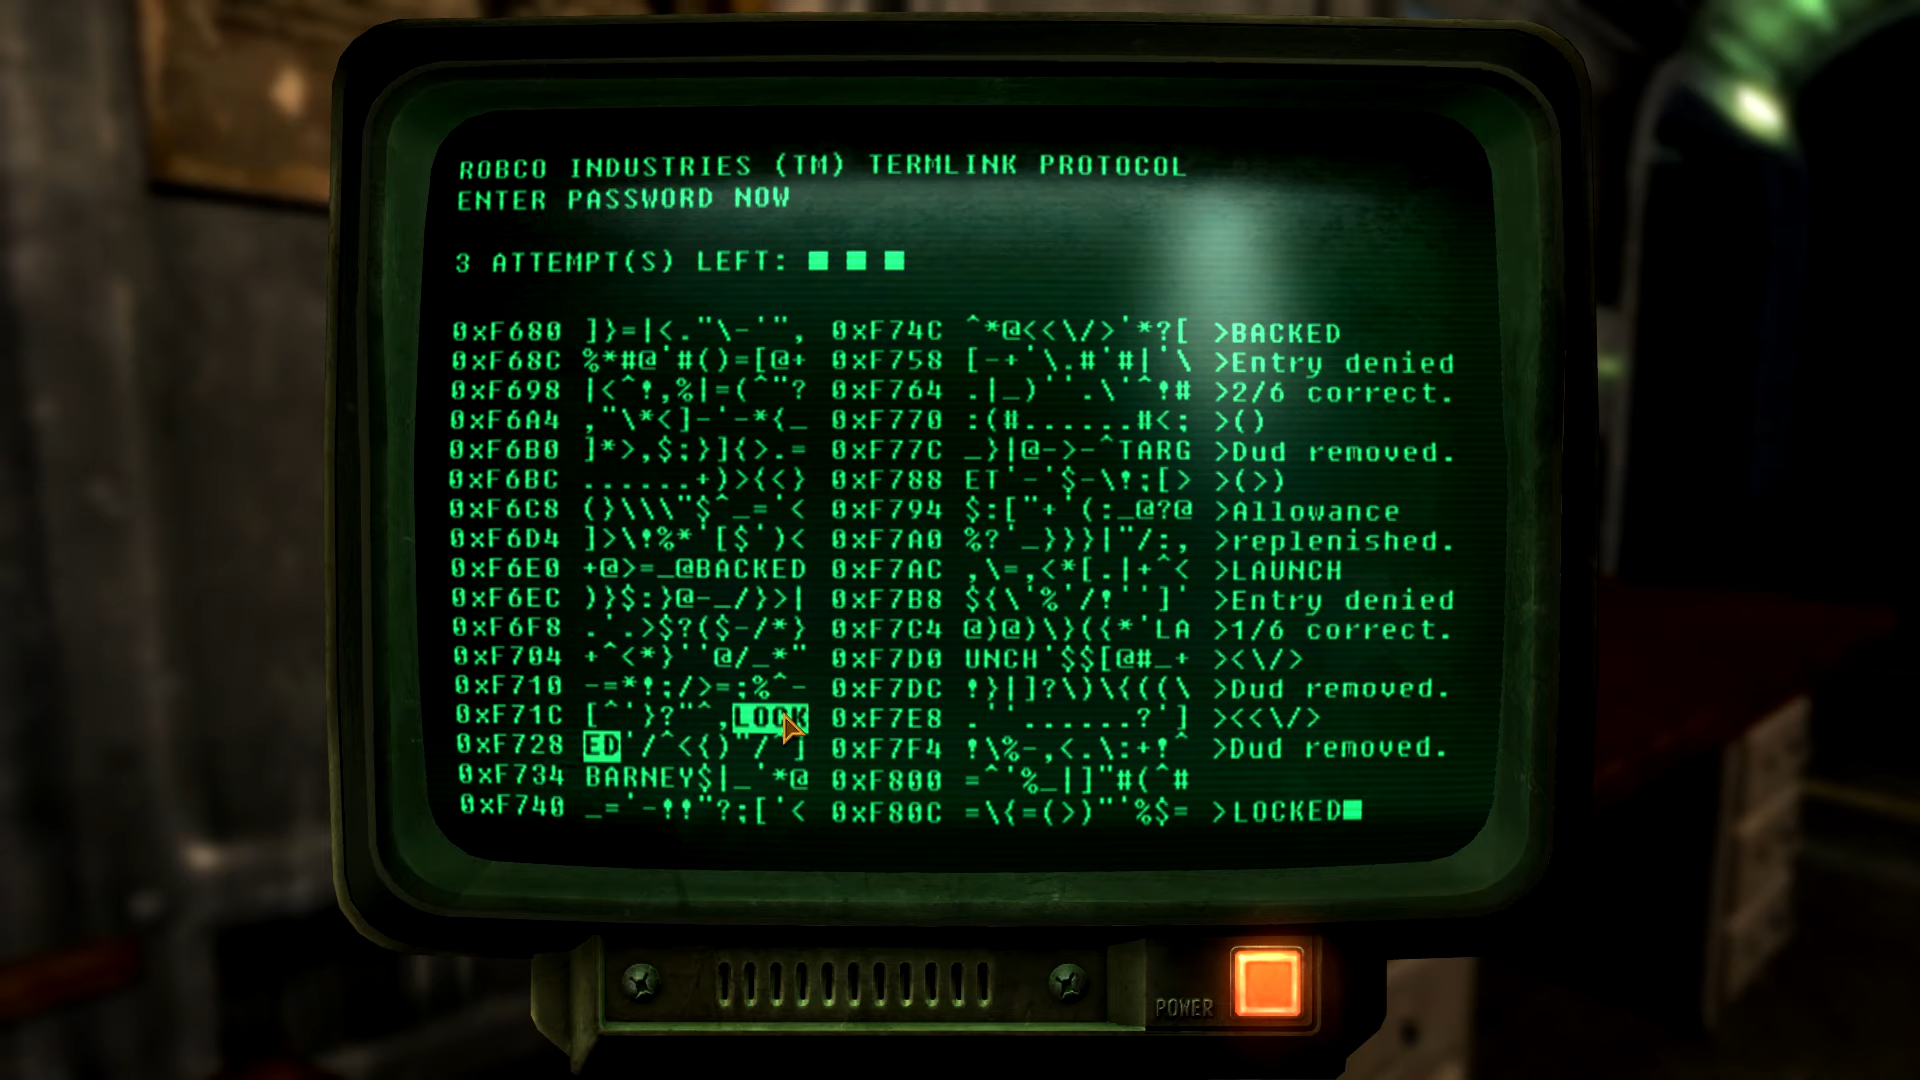 ROBCO INDUSTRIES (TM) TERMLINK PROTOCOL
ENTER PASSWORD NOW
3 ATTEMPT(S) LEFT: ■ ■ ■
0xF680 ]}=|<."\-'",
0xF68C %*#@'#()=[@+
0xF698 |<^!,%|=(^"?
0xF6A4 ,"\*<]-'-*{_
0xF6B0 ]*>,$;}]{>.=
0xF6BC ......+)>{<}
0xF6C8 (}\\\"$^_='<
0xF6D4 ]>\!%*'[$')<
0xF6E0 +@>=_@BACKED
0xF6EC )}$:}@-_/}>|
0xF6F8 .'.>$?($-/*}
0xF704 +^<*}''@/_*"
0xF710 -=*!;/>=;%^-
0xF71C [^'}?"^,LOCK
0xF728 ED'/^<{)"/^]
0xF734 BARNEY$|_'*@
0xF740 _='-!!"?;['<
0xF74C ^*@<<\/>'*?[
0xF758 [-+'\.#'#|'\
0xF764 .|_)''.\'^!#
0xF770 :(#......#<;
0xF77C _}|@->-^TARG
0xF788 ET'-'$-\!;[>
0xF794 $:["+'(:_@?@
0xF7A0 %?'_}}}|"/:,
0xF7AC ,\=,<*[.|+^<
0xF7B8 ${\'%'/!'']'
0xF7C4 @)@)\}({*'LA
0xF7D0 UNCH'$$[@#_+
0xF7DC !}|]?\)\{((\
0xF7E8 .''......?']
0xF7F4 !\%-,<.\:+!^
0xF800 =^'%_|]"#(^#
0xF80C =\{=(>)"'%$=
>BACKED
>Entry denied
>2/6 correct.
>()
>Dud removed.
>(>)
>Allowance
>replenished.
>LAUNCH
>Entry denied
>1/6 correct.
><\/>
>Dud removed.
><<\/>
>Dud removed.
>LOCKED■
POWER